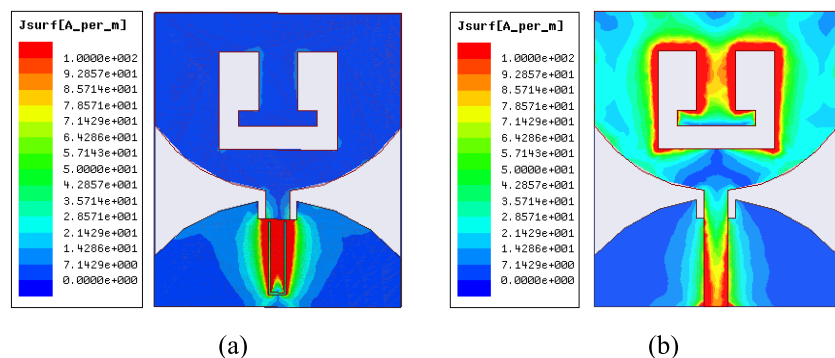 Jsurf[A_per_m]
1.0000e+002
9.2857e+001
8.5714e+001
7.8571e+001
7.1429e+001
6.4286e+001
5.7143e+001
5.0000e+001
4.2857e+001
3.5714e+001
2.8571e+001
2.1429e+001
1.4286e+001
7.1429e+000
0.0000e+000
(a)
Jsurf[A_per_m]
1.0000e+002
9.2857e+001
8.5714e+001
7.8571e+001
7.1429e+001
6.4286e+001
5.7143e+001
5.0000e+001
4.2857e+001
3.5714e+001
2.8571e+001
2.1429e+001
1.4286e+001
7.1429e+000
0.0000e+000
(b)